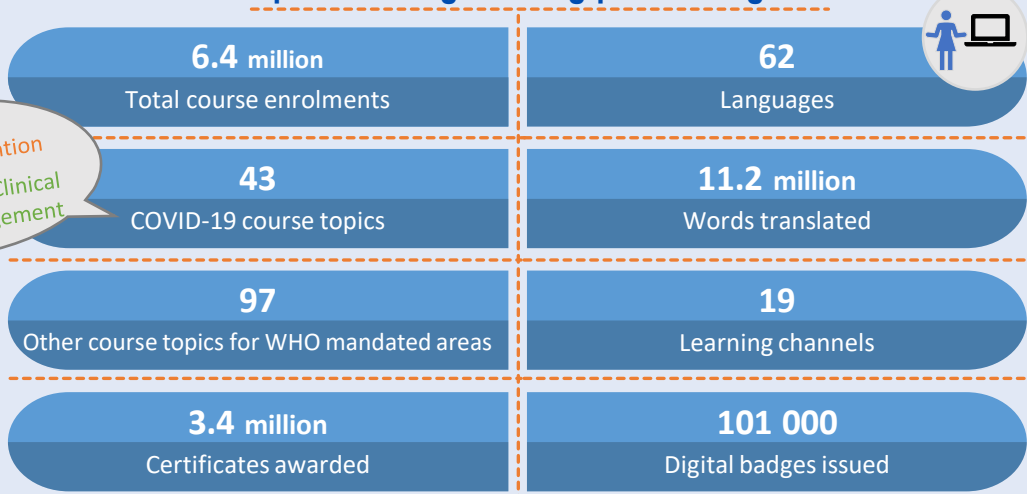 6.4 million
Total course enrolments
62
Languages
Clinical
43
COVID-19 course topics
11.2 million
Words translated
97
Other course topics for WHO mandated areas
19
Learning channels
3.4 million
Certificates awarded
101 000
Digital badges issued